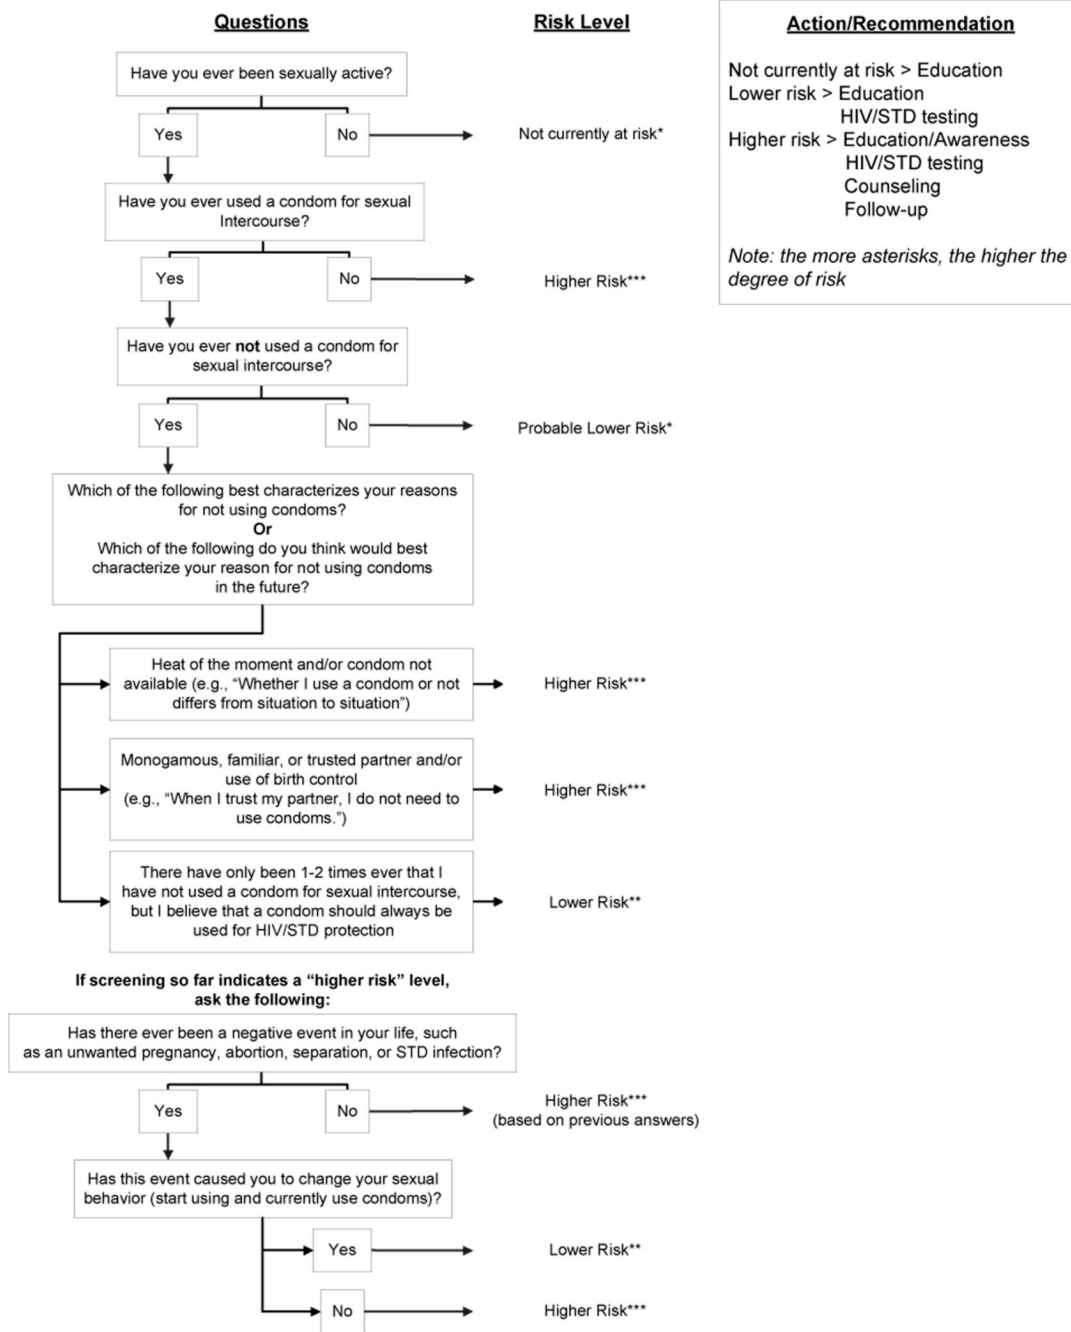 Questions
Risk Level
Action/Recommendation
Have you ever been sexually active?
Yes
No
Not currently at risk*
Not currently at risk > Education
Lower risk > Education
HIV/STD testing
Higher risk > Education/Awareness
HIV/STD testing
Counseling
Follow-up
Note: the more asterisks, the higher the
degree of risk
Have you ever used a condom for sexual
Intercourse?
Yes
No
Higher Risk***
Have you ever not used a condom for
sexual intercourse?
Yes
No
Probable Lower Risk*
Which of the following best characterizes your reasons
for not using condoms?
Or
Which of the following do you think would best
characterize your reason for not using condoms
in the future?
Heat of the moment and/or condom not
available (e.g., “Whether I use a condom or not
differs from situation to situation”)
Higher Risk***
Monogamous, familiar, or trusted partner and/or
use of birth control
(e.g., “When I trust my partner, I do not need to
use condoms.”)
Higher Risk***
There have only been 1-2 times ever that I
have not used a condom for sexual intercourse,
but I believe that a condom should always be
used for HIV/STD protection
Lower Risk**
If screening so far indicates a “higher risk” level,
ask the following:
Has there ever been a negative event in your life, such
as an unwanted pregnancy, abortion, separation, or STD infection?
Yes
No
Higher Risk***
(based on previous answers)
Has this event caused you to change your sexual
behavior (start using and currently use condoms)?
Yes
Lower Risk**
No
Higher Risk***